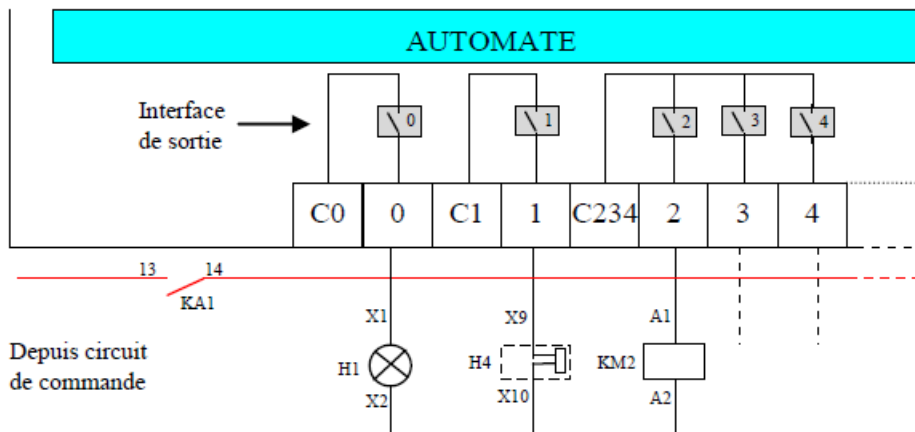 AUTOMATE
Interface
de sortie
0
1
2
3
4
C0
0
C1
1
C234
2
3
4
13
14
KA1
X1
X9
A1
Depuis circuit
de commande
H1
H4
KM2
X2
X10
A2